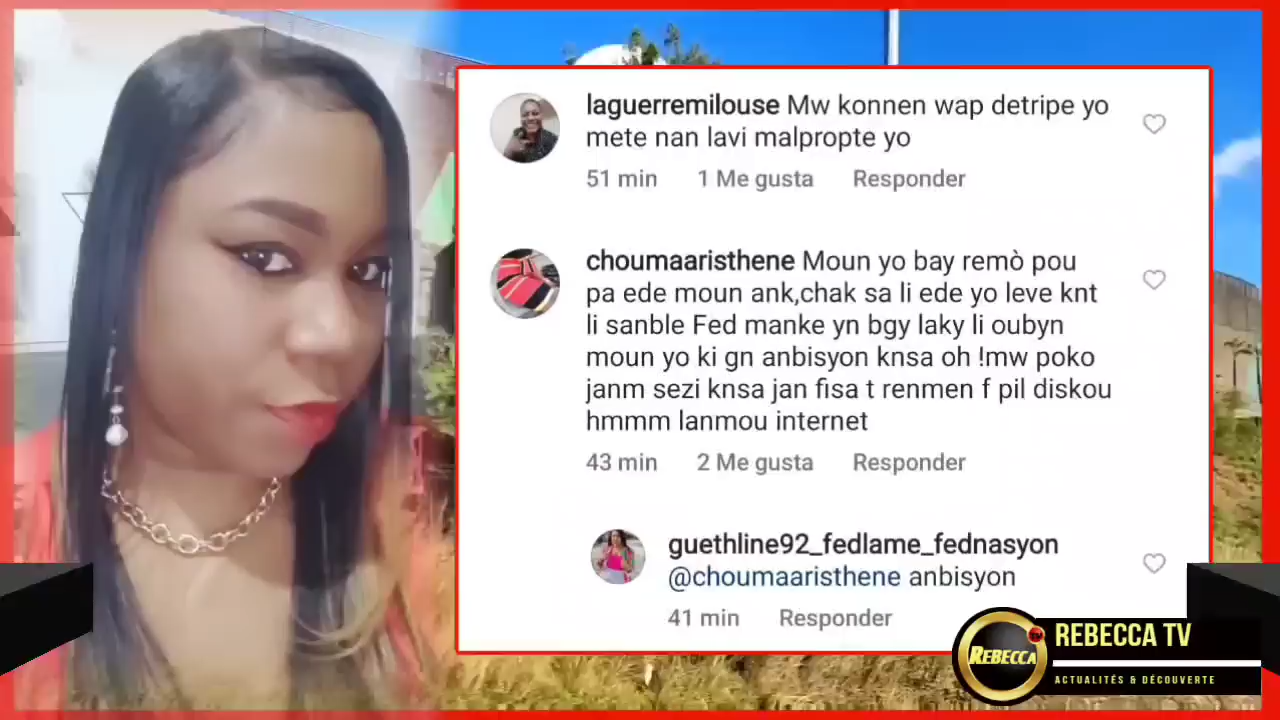 laguerremilouse Mw konnen wap detripe yo
mete nan lavi malpropte yo
51 min 1 Me gusta Responder
choumaaristhene Moun yo bay remò pou
pa ede moun ank,chak sa li ede yo leve knt
li sanble Fed manke yn bgy laky li oubyn
moun yo ki gn anbisyon knsa oh !mw poko
janm sezi knsa jan fisa t renmen f pil diskou
hmmm lanmou internet
43 min 2 Me gusta Responder
guethline92_fedlame_fednasyon
@choumaaristhene anbisyon
41 min Responder
REBECCA TV
REBECCA TV
ACTUALITÉS & DÉCOUVERTE